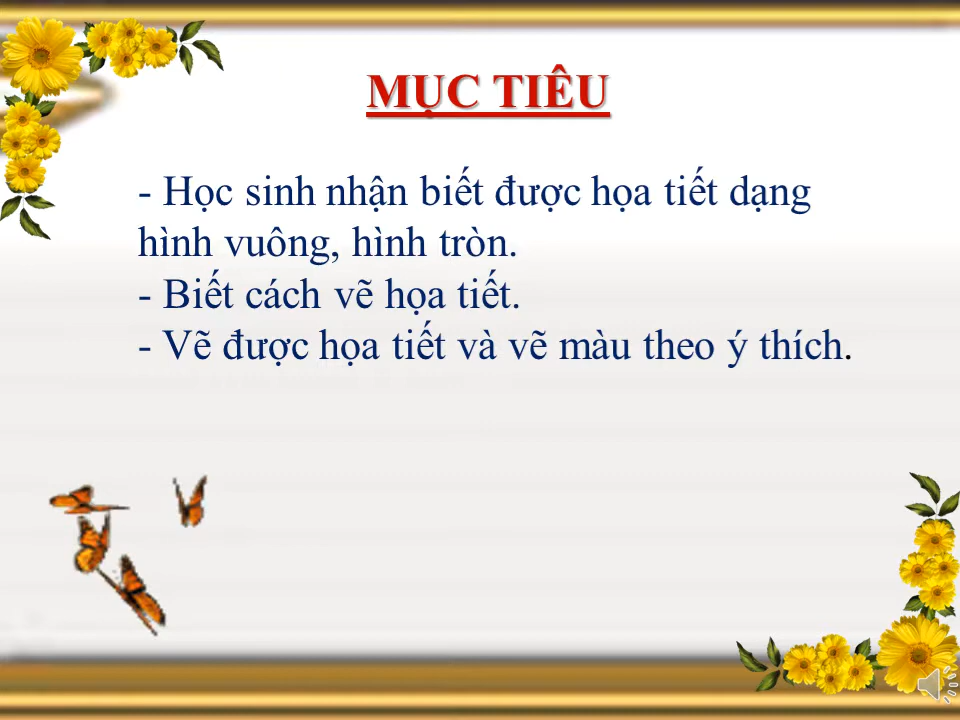 MỤC TIÊU
- Học sinh nhận biết được họa tiết dạng
hình vuông, hình tròn.
- Biết cách vẽ họa tiết.
- Vẽ được họa tiết và vẽ màu theo ý thích.